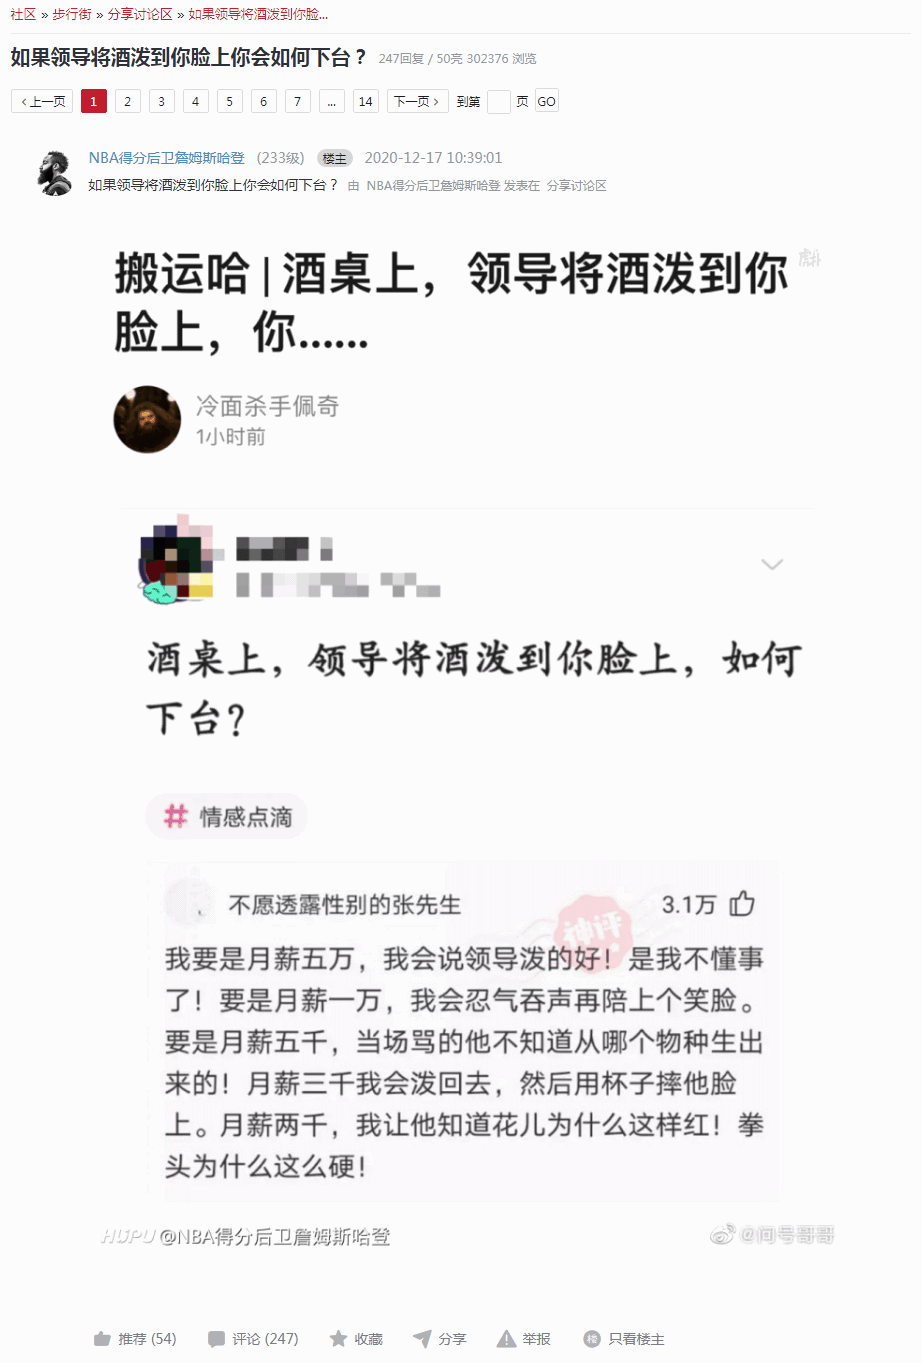 社区 » 步行街 » 分享讨论区 » 如果领导将酒泼到你脸...
如果领导将酒泼到你脸上你会如何下台？ 247回复 / 50亮 302376 浏览
‹ 上一页 1 2 3 4 5 6 7 ... 14 下一页 › 到第 页 GO
NBA得分后卫詹姆斯哈登 (233级) 楼主 2020-12-17 10:39:01
如果领导将酒泼到你脸上你会如何下台？ 由 NBA得分后卫詹姆斯哈登 发表在 分享讨论区
搬运哈 | 酒桌上，领导将酒泼到你
脸上，你……
冷面杀手佩奇
1小时前
酒桌上，领导将酒泼到你脸上，如何
下台？
# 情感点滴
不愿透露性别的张先生 3.1万
神评
我要是月薪五万，我会说领导泼的好！是我不懂事
了！要是月薪一万，我会忍气吞声再陪上个笑脸。
要是月薪五千，当场骂的他不知道从哪个物种生出
来的！月薪三千我会泼回去，然后用杯子摔他脸
上。月薪两千，我让他知道花儿为什么这样红！拳
头为什么这么硬！
HUPU @NBA得分后卫詹姆斯哈登 @问号哥哥
推荐 (54) 评论 (247) 收藏 分享 举报 楼 只看楼主